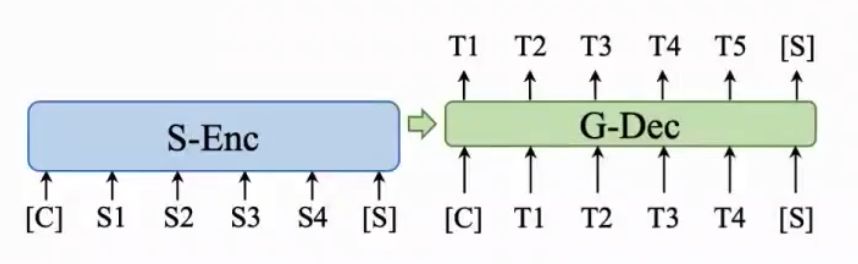 T1 T2 T3 T4 T5 [S]
S-Enc
G-Dec
[C] S1 S2 S3 S4 [S]
[C] T1 T2 T3 T4 [S]